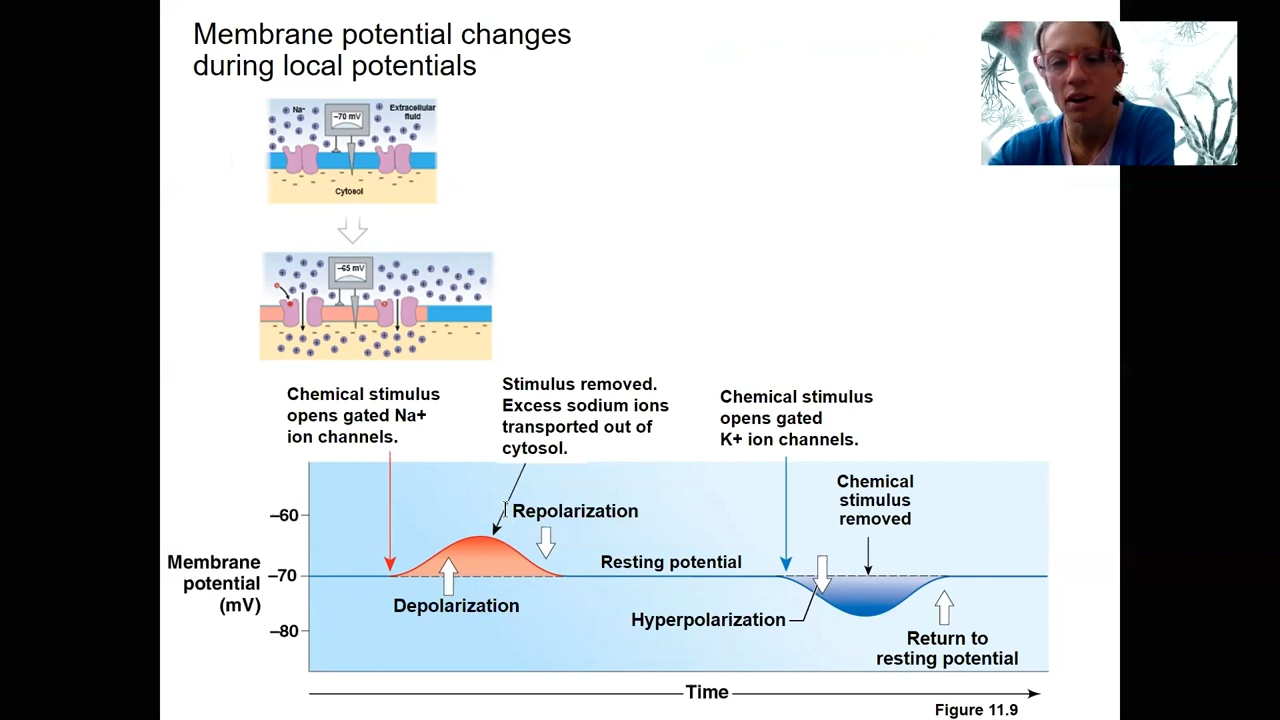 Membrane potential changes
during local potentials
Na+
−70 mV
Extracellular
fluid
Cytosol
−65 mV
Chemical stimulus
opens gated Na+
ion channels.
Stimulus removed.
Excess sodium ions
transported out of
cytosol.
Chemical stimulus
opens gated
K+ ion channels.
Chemical
stimulus
removed
−60
Repolarization
Membrane
potential
(mV)
−70
Resting potential
Depolarization
Hyperpolarization
−80
Return to
resting potential
Time
Figure 11.9